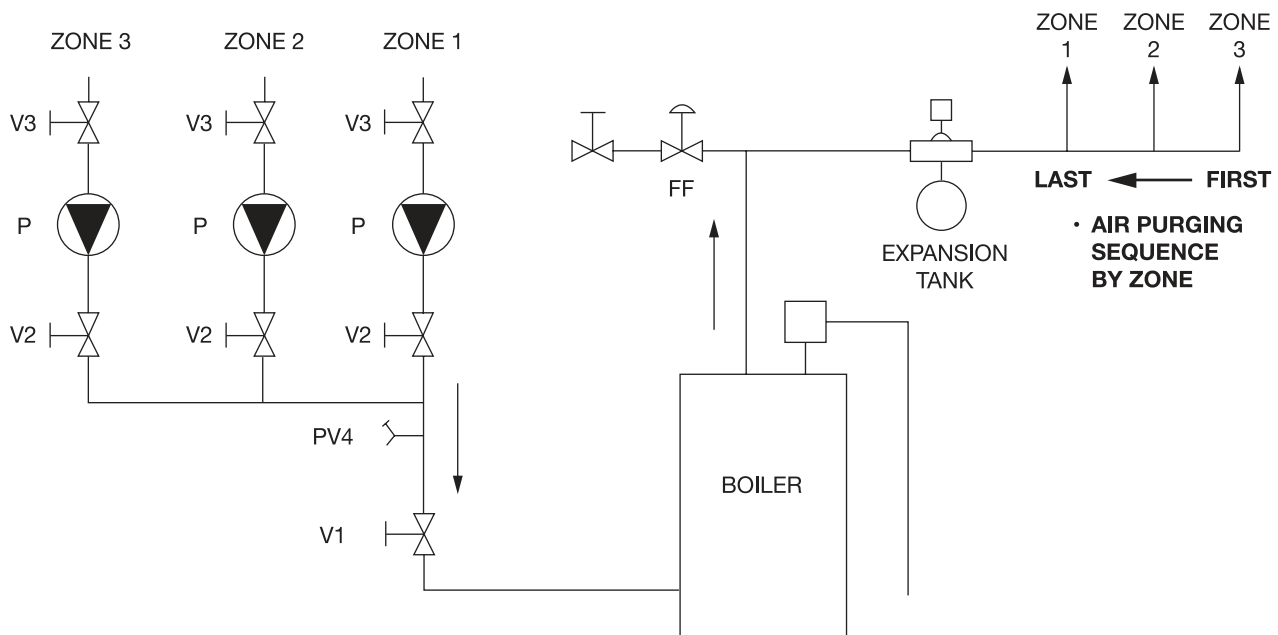 ZONE 3
ZONE 2
ZONE 1
ZONE
1
ZONE
2
ZONE
3
V3
V3
V3
FF
LAST
FIRST
P
P
P
• AIR PURGING
SEQUENCE
BY ZONE
EXPANSION
TANK
V2
V2
V2
PV4
BOILER
V1